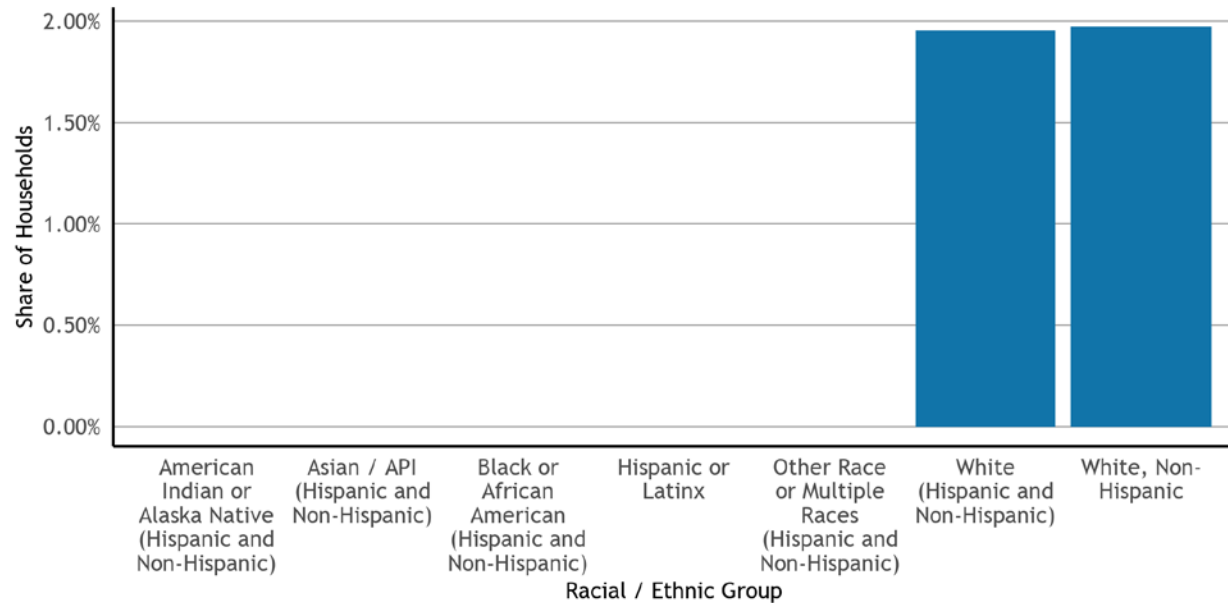 2.00%
1.50%
1.00%
0.50%
0.00%
Share of Households
American
Indian or
Alaska Native
(Hispanic and
Non-Hispanic)
Asian / API
(Hispanic and
Non-Hispanic)
Black or
African
American
(Hispanic and
Non-Hispanic)
Hispanic or
Latinx
Other Race
or Multiple
Races
(Hispanic and
Non-Hispanic)
White
(Hispanic and
Non-Hispanic)
White, Non-
Hispanic
Racial / Ethnic Group